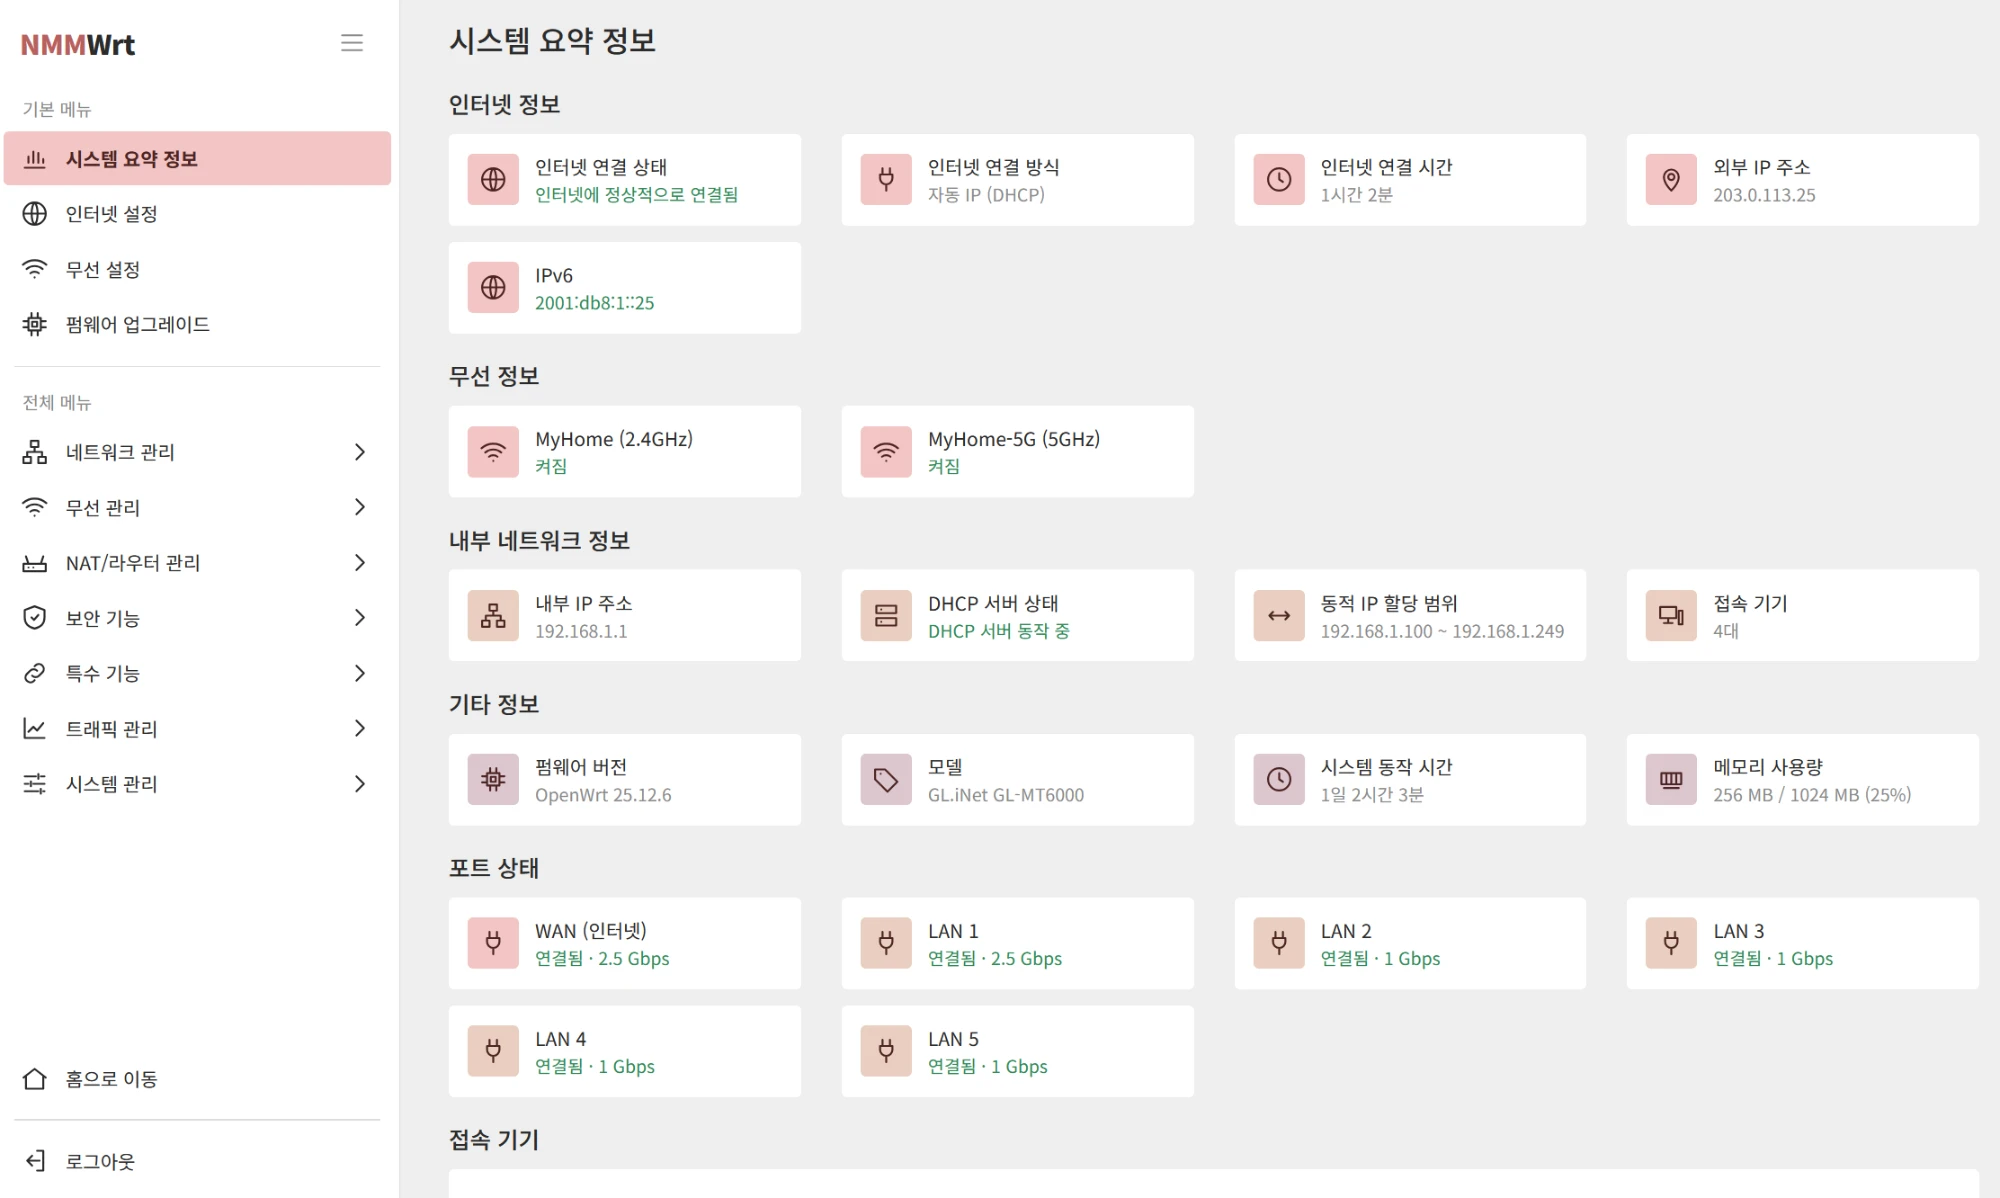 NMMWrt
기본 메뉴
시스템 요약 정보
인터넷 설정
무선 설정
펌웨어 업그레이드
전체 메뉴
네트워크 관리
무선 관리
NAT/라우터 관리
보안 기능
특수 기능
트래픽 관리
시스템 관리
홈으로 이동
로그아웃
시스템 요약 정보
인터넷 정보
인터넷 연결 상태
인터넷에 정상적으로 연결됨
인터넷 연결 방식
자동 IP (DHCP)
인터넷 연결 시간
1시간 2분
외부 IP 주소
203.0.113.25
IPv6
2001:db8:1::25
무선 정보
MyHome (2.4GHz)
켜짐
MyHome-5G (5GHz)
켜짐
내부 네트워크 정보
내부 IP 주소
192.168.1.1
DHCP 서버 상태
DHCP 서버 동작 중
동적 IP 할당 범위
192.168.1.100 ~ 192.168.1.249
접속 기기
4대
기타 정보
펌웨어 버전
OpenWrt 25.12.6
모델
GL.iNet GL-MT6000
시스템 동작 시간
1일 2시간 3분
메모리 사용량
256 MB / 1024 MB (25%)
포트 상태
WAN (인터넷)
연결됨 · 2.5 Gbps
LAN 1
연결됨 · 2.5 Gbps
LAN 2
연결됨 · 1 Gbps
LAN 3
연결됨 · 1 Gbps
LAN 4
연결됨 · 1 Gbps
LAN 5
연결됨 · 1 Gbps
접속 기기